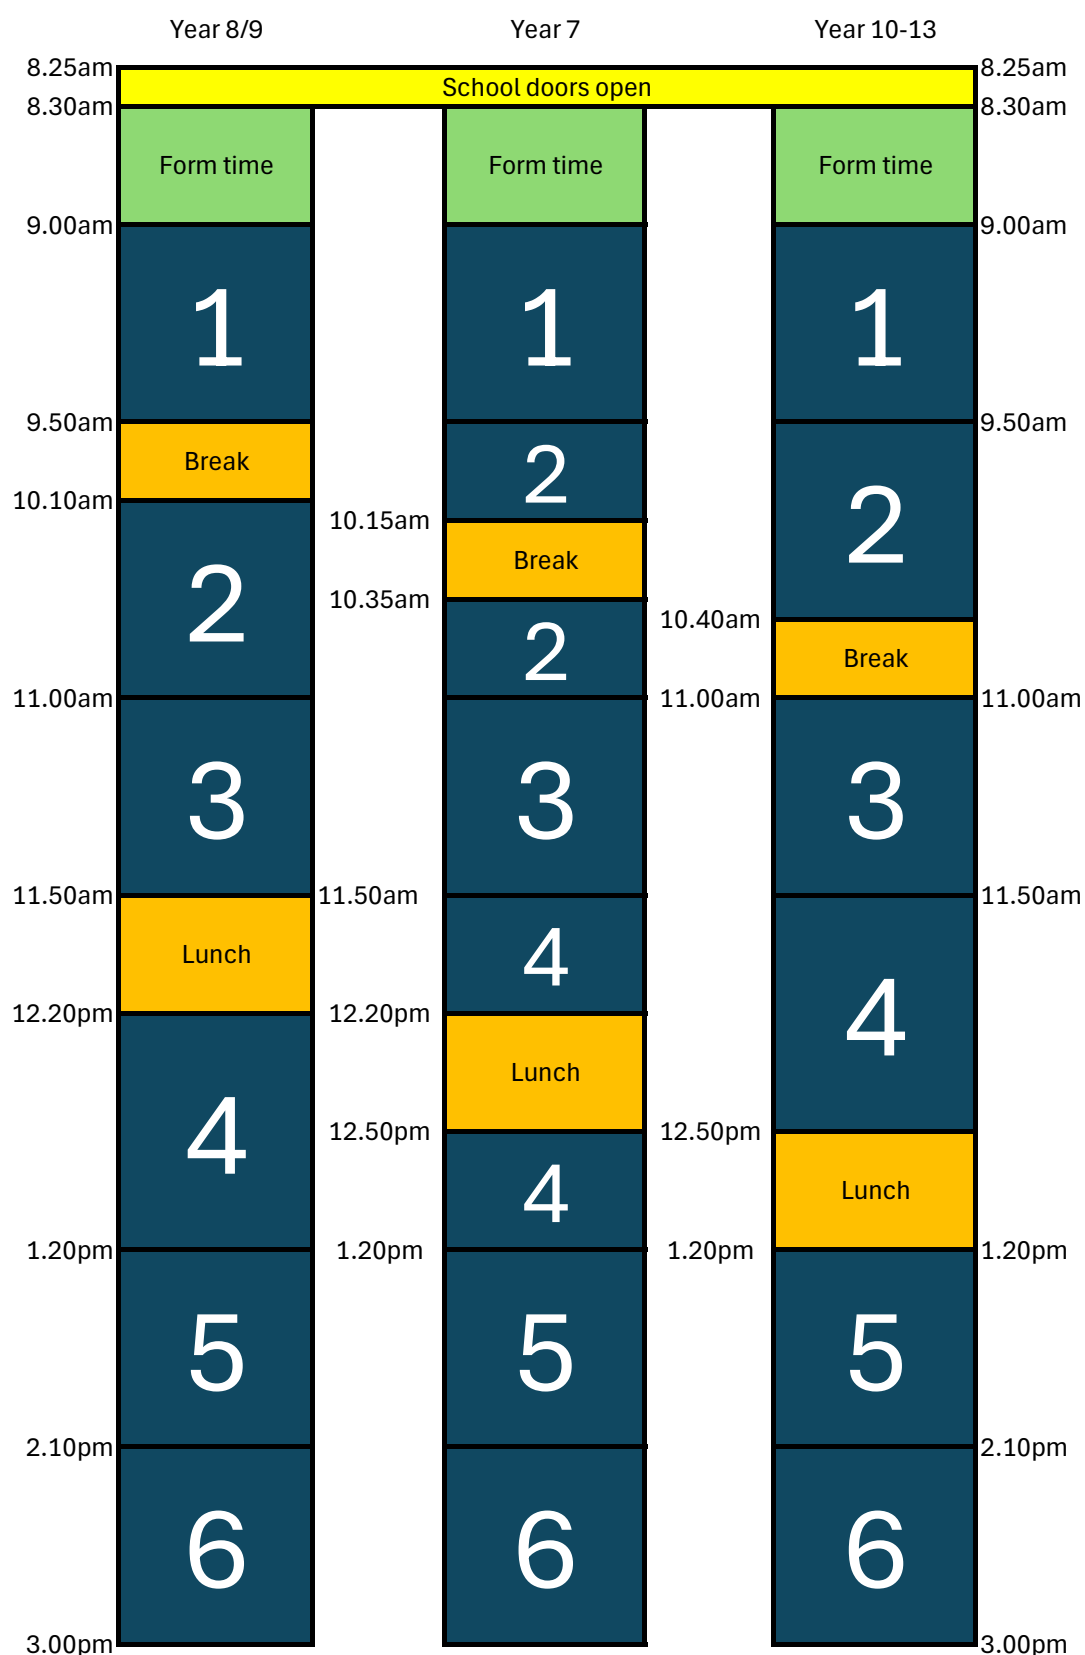 Year 8/9 Year 7 Year 10-13
8.25am School doors open 8.25am
8.30am 8.30am
Form time Form time Form time
9.00am 9.00am
1 1 1
9.50am 9.50am
Break 2
10.10am
10.15am
2
Break
2
10.35am
10.40am
2
Break
11.00am 11.00am 11.00am
3 3 3
11.50am 11.50am 11.50am
Lunch 4
12.20pm 12.20pm
4
Lunch
4
12.50pm 12.50pm
4
Lunch
1.20pm 1.20pm 1.20pm 1.20pm
5 5 5
2.10pm 2.10pm
6 6 6
3.00pm 3.00pm